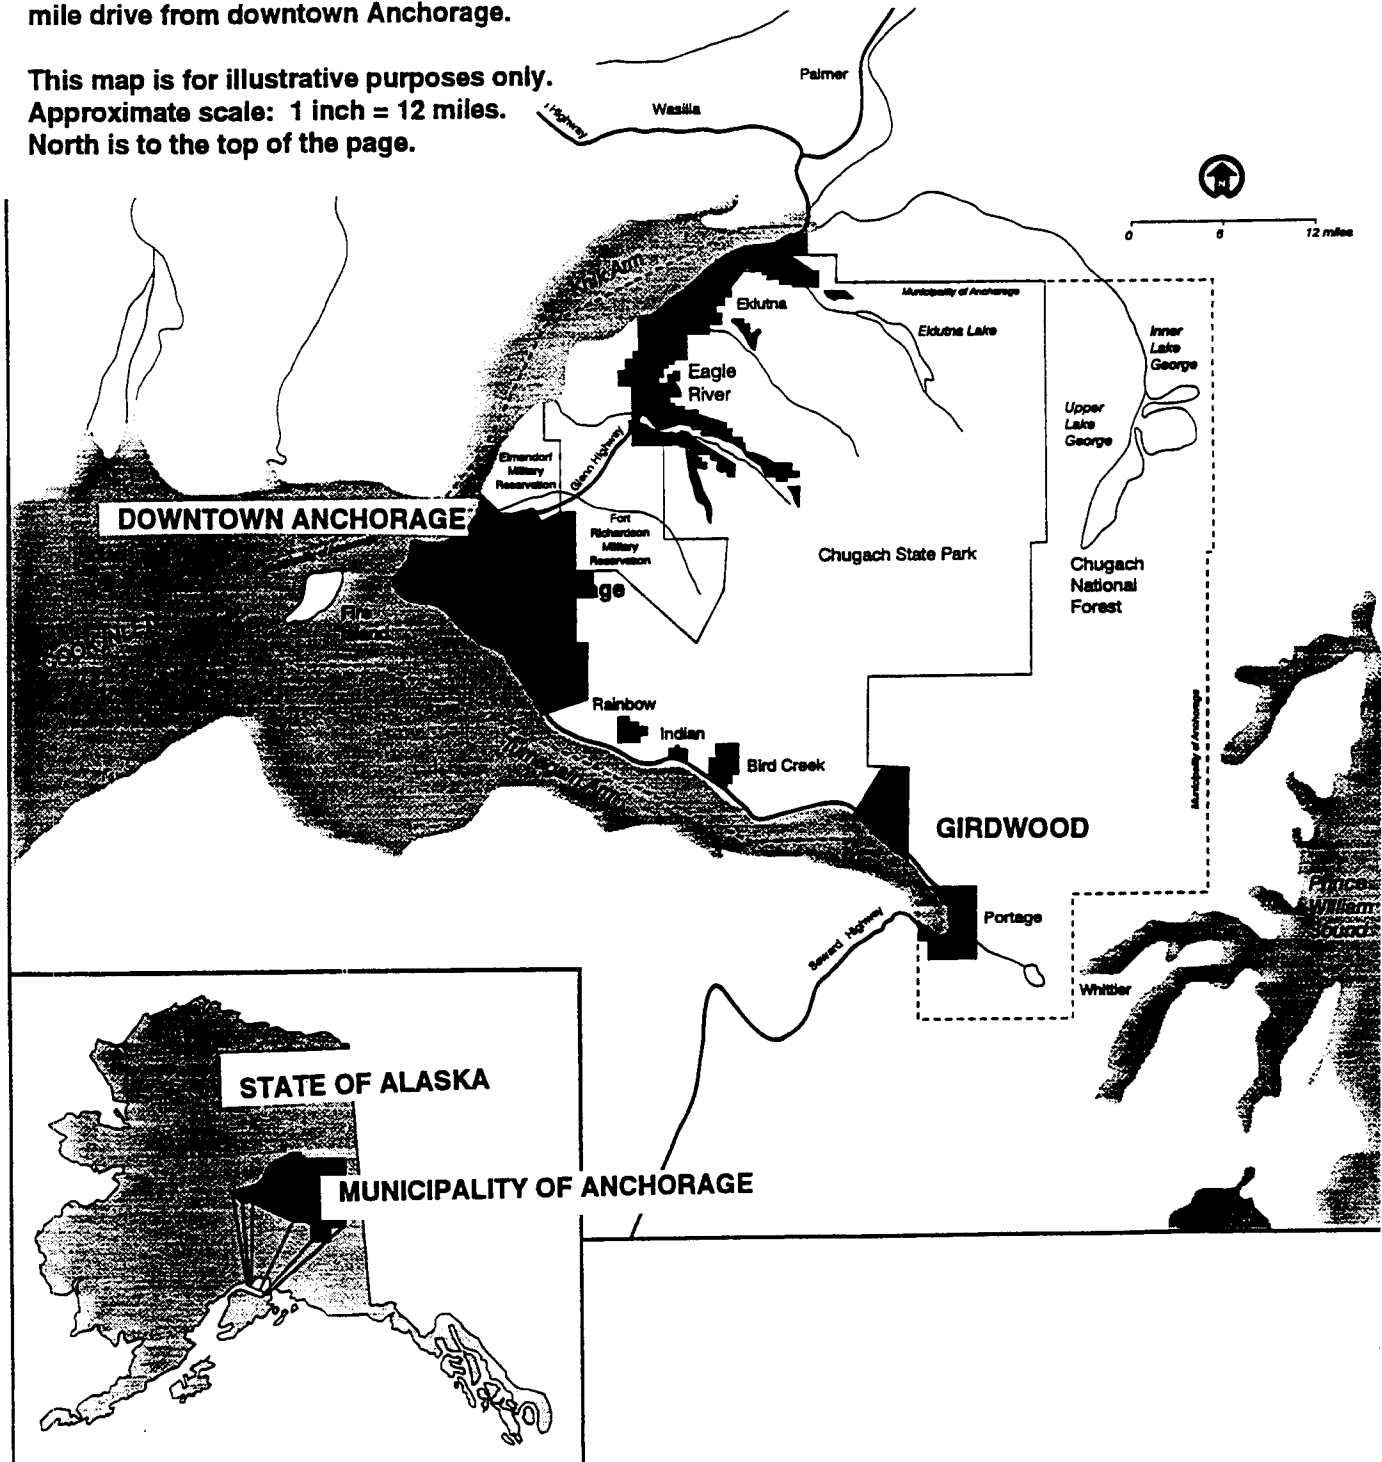 mile drive from downtown Anchorage.
This map is for illustrative purposes only.
Approximate scale: 1 inch = 12 miles.
North is to the top of the page.
Palmer
Wasilla
Highway
N
0 6 12 miles
Knik Arm
Municipality of Anchorage
Eklutna
Eklutna Lake
Inner
Lake
George
Eagle
River
Upper
Lake
George
Glenn Highway
Elmendorf
Military
Reservation
DOWNTOWN ANCHORAGE
Fort
Richardson
Military
Reservation
Chugach State Park
Chugach
National
Forest
age
Rainbow
Indian
Bird Creek
Municipality of Anchorage
GIRDWOOD
Prince
William
Sound
Portage
Seward Highway
Whittier
STATE OF ALASKA
MUNICIPALITY OF ANCHORAGE